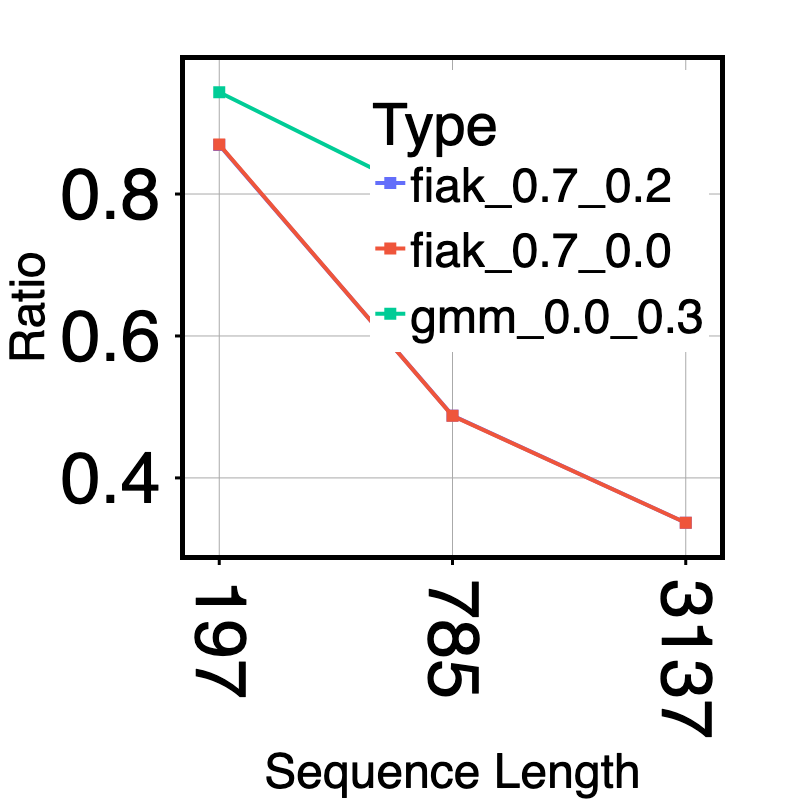 Type
fiak_0.7_0.2
fiak_0.7_0.0
gmm_0.0_0.3
0.8
0.6
0.4
Ratio
197
785
3137
Sequence Length